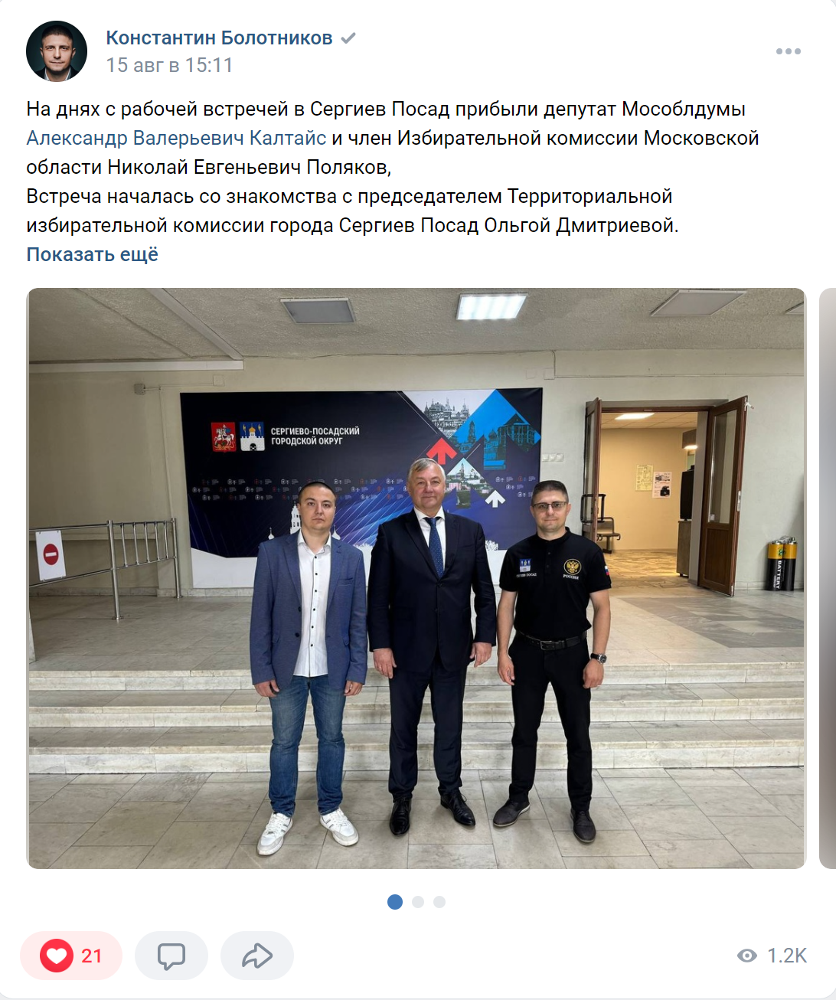 Константин Болотников
15 авг в 15:11
На днях с рабочей встречей в Сергиев Посад прибыли депутат Мособлдумы
Александр Валерьевич Калтайс и член Избирательной комиссии Московской
области Николай Евгеньевич Поляков,
Встреча началась со знакомства с председателем Территориальной
избирательной комиссии города Сергиев Посад Ольгой Дмитриевой.
Показать ещё
СЕРГИЕВО-ПОСАДСКИЙ
ГОРОДСКОЙ ОКРУГ
РОССИЯ
BATTERY
21
1.2K